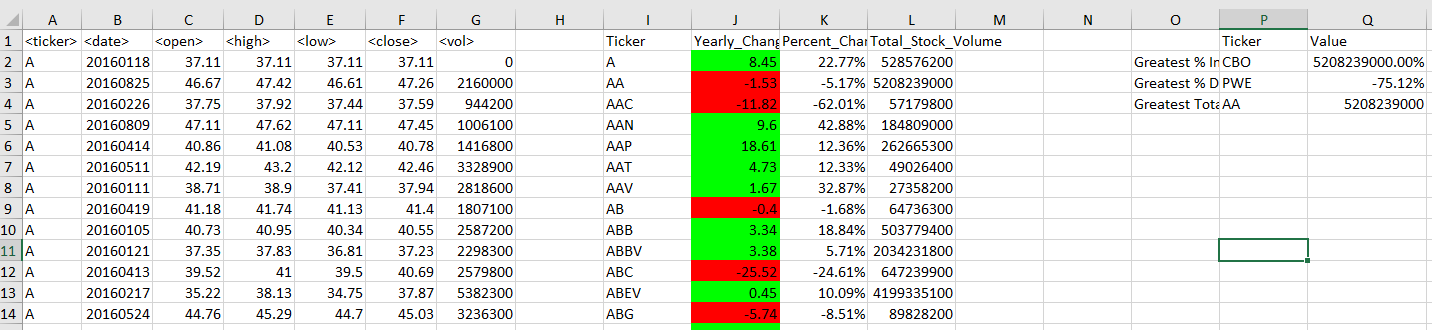 A B C D E F G H I J K L M N O P Q
1 <ticker> <date> <open> <high> <low> <close> <vol> Ticker Yearly_Chang Percent_Char Total_Stock_Volume Ticker Value
2 A 20160118 37.11 37.11 37.11 37.11 0 A 8.45 22.77% 528576200 Greatest % In CBO 5208239000.00%
3 A 20160825 46.67 47.42 46.61 47.26 2160000 AA -1.53 -5.17% 5208239000 Greatest % D PWE -75.12%
4 A 20160226 37.75 37.92 37.44 37.59 944200 AAC -11.82 -62.01% 57179800 Greatest Tota AA 5208239000
5 A 20160809 47.11 47.62 47.11 47.45 1006100 AAN 9.6 42.88% 184809000
6 A 20160414 40.86 41.08 40.53 40.78 1416800 AAP 18.61 12.36% 262665300
7 A 20160511 42.19 43.2 42.12 42.46 3328900 AAT 4.73 12.33% 49026400
8 A 20160111 38.71 38.9 37.41 37.94 2818600 AAV 1.67 32.87% 27358200
9 A 20160419 41.18 41.74 41.13 41.4 1807100 AB -0.4 -1.68% 64736300
10 A 20160105 40.73 40.95 40.34 40.55 2587200 ABB 3.34 18.84% 503779400
11 A 20160121 37.35 37.83 36.81 37.23 2298300 ABBV 3.38 5.71% 2034231800
12 A 20160413 39.52 41 39.5 40.69 2579800 ABC -25.52 -24.61% 647239900
13 A 20160217 35.22 38.13 34.75 37.87 5382300 ABEV 0.45 10.09% 4199335100
14 A 20160524 44.76 45.29 44.7 45.03 3236300 ABG -5.74 -8.51% 89828200